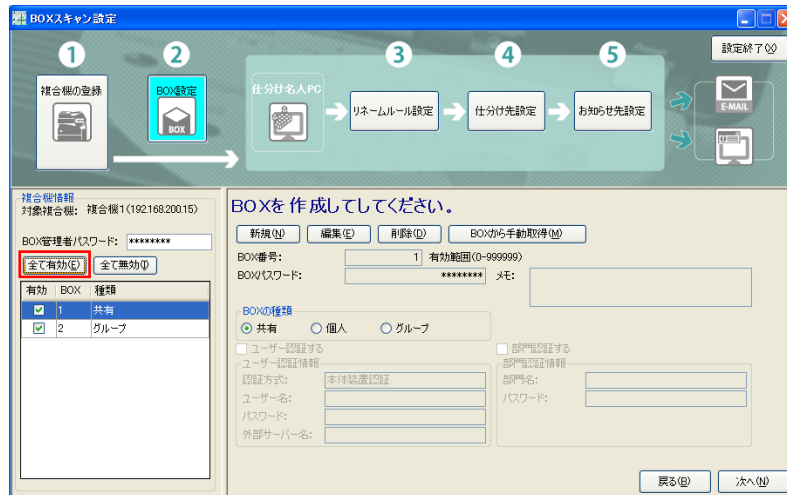 BOXスキャン設定
設定終了(X)
1
2
3
4
5
複合機の登録
BOX設定
BOX
仕分け名人PC
リネームルール設定
仕分け先設定
お知らせ先設定
E-MAIL
複合機情報
対象複合機: 複合機1(192.168.200.15)
BOX管理者パスワード: ********
全て有効(E)
全て無効(I)
有効 BOX 種類
1 共有
2 グループ
BOXを作成してしてください。
新規(N)
編集(E)
削除(D)
BOXから手動取得(M)
BOX番号: 1 有効範囲(0-999999)
BOXパスワード: ******** メモ:
BOXの種類
共有 個人 グループ
ユーザー認証する
ユーザー認証情報
認証方式: 本体装置認証
ユーザー名:
パスワード:
外部サーバー名:
部門認証する
部門認証情報
部門名:
パスワード:
戻る(B)
次へ(N)